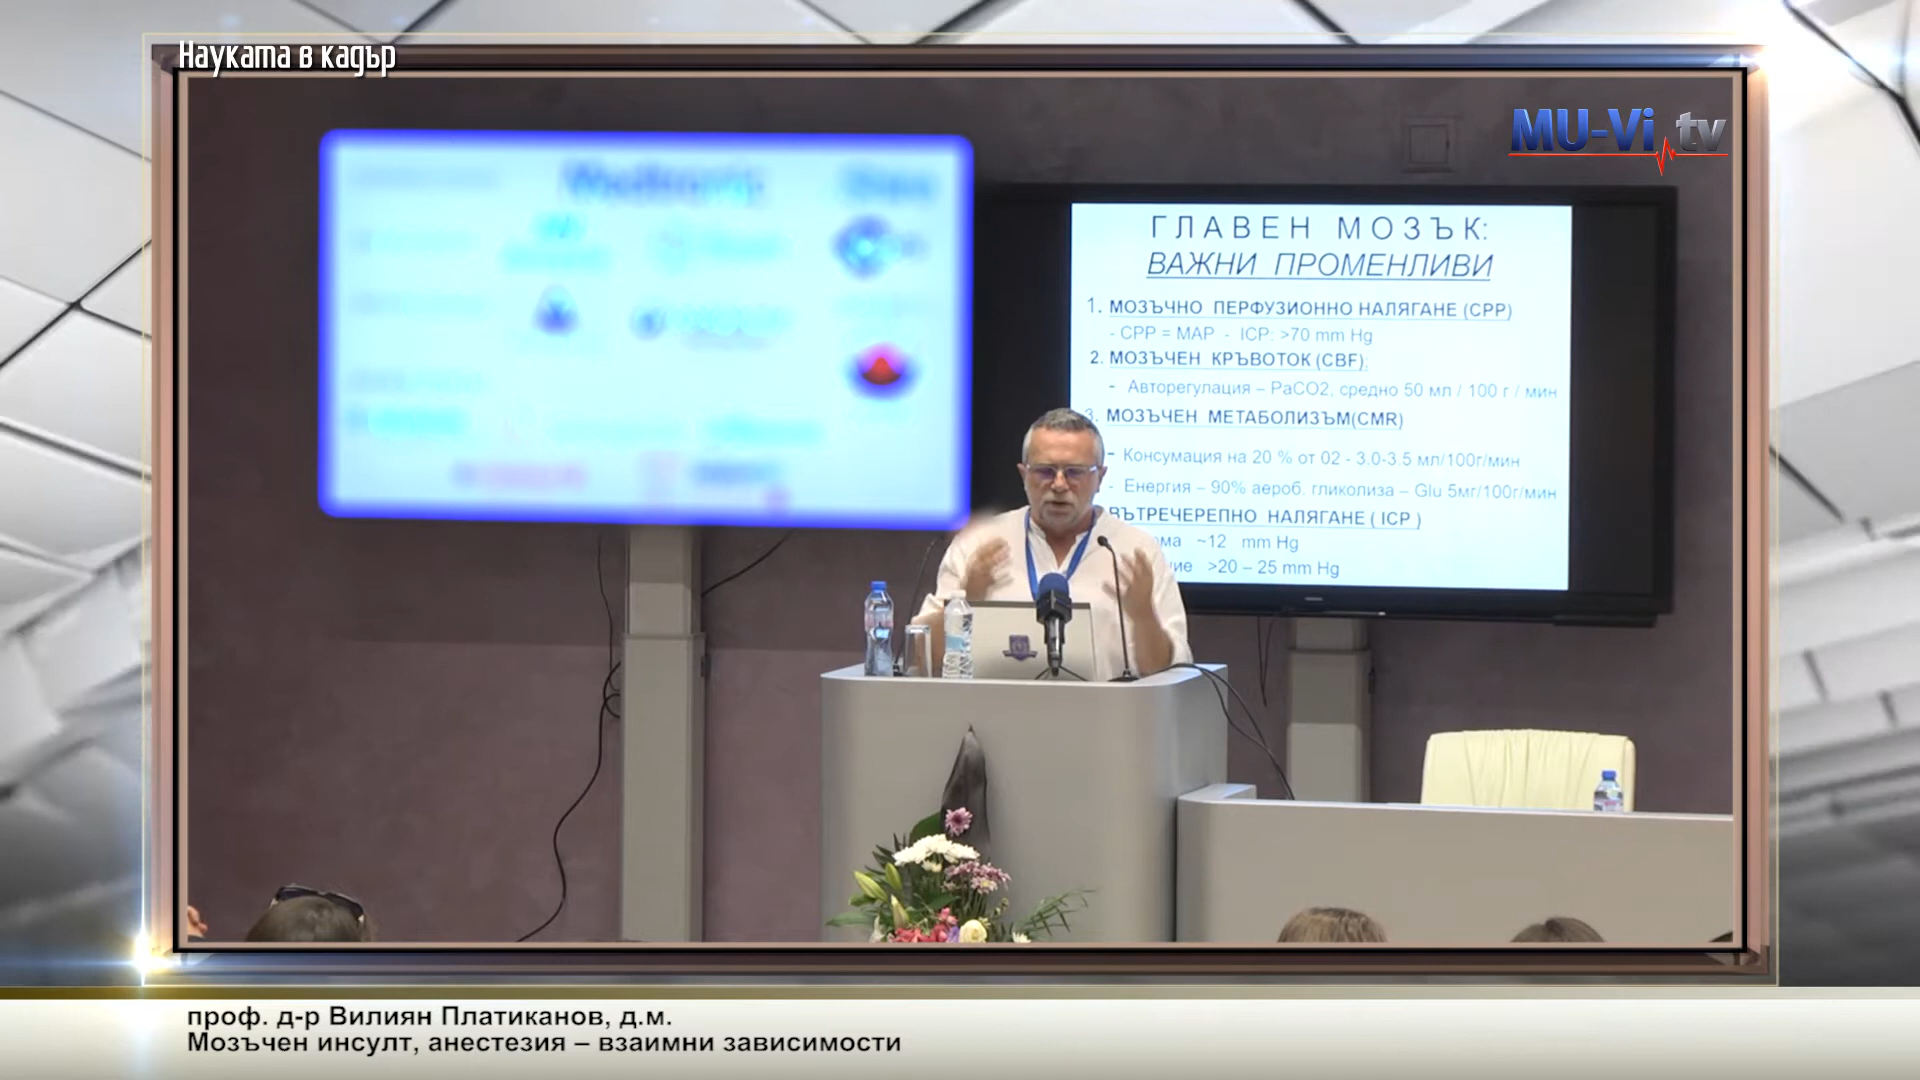 Науката в кадър
MU-Vi.tv
ГЛАВЕН МОЗЪК:
ВАЖНИ ПРОМЕНЛИВИ
1. МОЗЪЧНО ПЕРФУЗИОННО НАЛЯГАНЕ (CPP)
- CPP = MAP - ICP: >70 mm Hg
2. МОЗЪЧЕН КРЪВОТОК (CBF):
- Авторегулация – PaCO2, средно 50 мл / 100 г / мин
3. МОЗЪЧЕН МЕТАБОЛИЗЪМ(CMR)
- Консумация на 20 % от 02 - 3.0-3.5 мл/100г/мин
- Енергия – 90% аероб. гликолиза – Glu 5мг/100г/мин
ВЪТРЕЧЕРЕПНО НАЛЯГАНЕ ( ICP )
~12 mm Hg
>20 – 25 mm Hg
проф. д-р Вилиян Платиканов, д.м.
Мозъчен инсулт, анестезия – взаимни зависимости